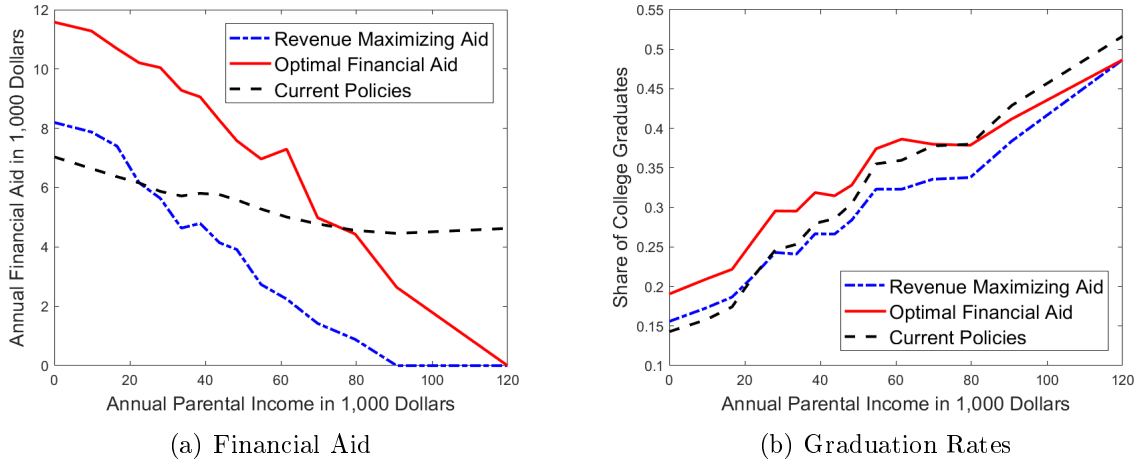 Annual Financial Aid in 1,000 Dollars
12
10
8
6
4
2
0
Revenue Maximizing Aid
Optimal Financial Aid
Current Policies
0 20 40 60 80 100 120
Annual Parental Income in 1,000 Dollars
(a) Financial Aid
Share of College Graduates
0.55
0.5
0.45
0.4
0.35
0.3
0.25
0.2
0.15
0.1
Revenue Maximizing Aid
Optimal Financial Aid
Current Policies
0 20 40 60 80 100 120
Annual Parental Income in 1,000 Dollars
(b) Graduation Rates